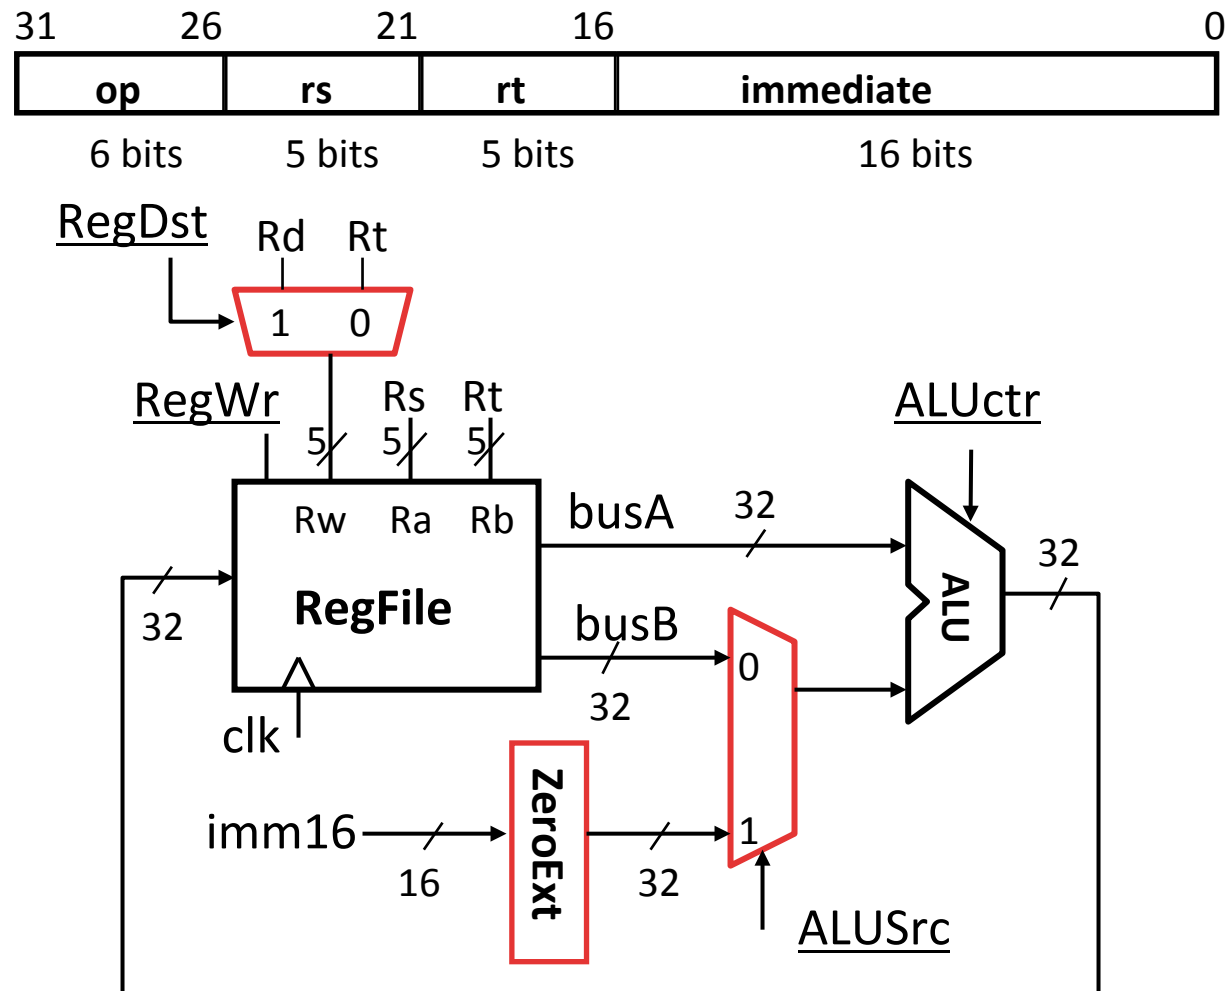 31 26 21 16 0
op rs rt immediate
6 bits 5 bits 5 bits 16 bits
RegDst
Rd Rt
1 0
RegWr Rs Rt ALUctr
5 5 5
Rw Ra Rb busA 32
32
ALU
RegFile
32
busB
0
32
clk
ZeroExt
imm16
1
16 32
ALUSrc